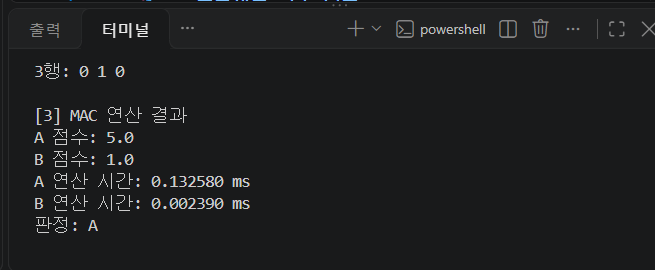 출력 터미널 ··· powershell ···
3행: 0 1 0
[3] MAC 연산 결과
A 점수: 5.0
B 점수: 1.0
A 연산 시간: 0.132580 ms
B 연산 시간: 0.002390 ms
판정: A